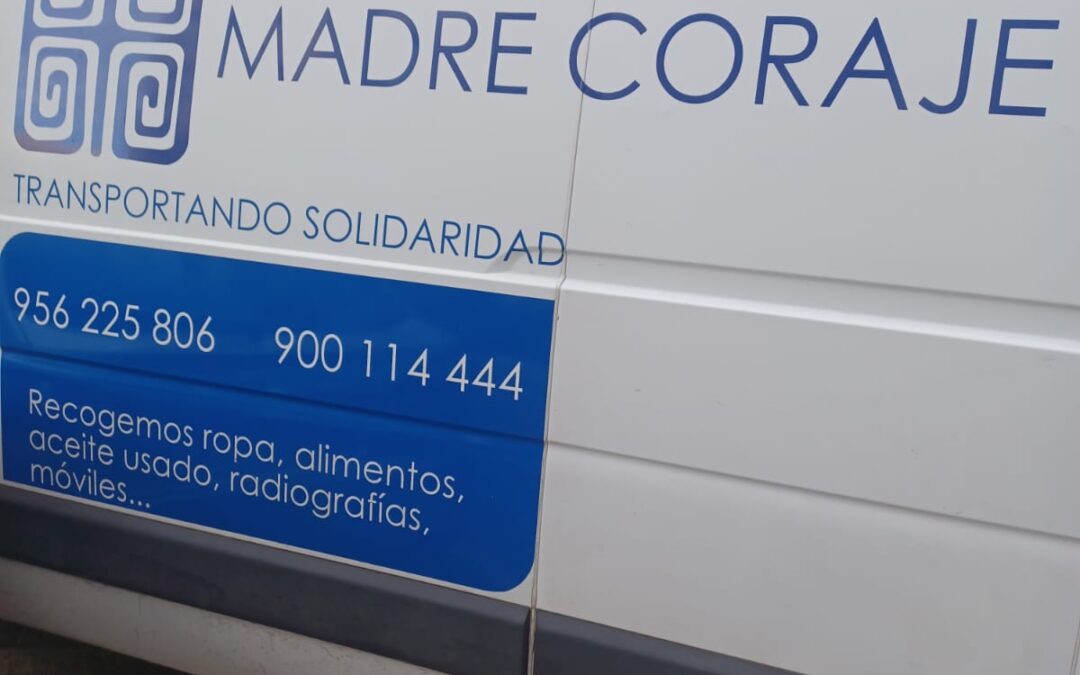 MADRE CORAJE
TRANSPORTANDO SOLIDARIDAD
956 225 806 900 114 444
Recogemos ropa, alimentos,
aceite usado, radiografías,
móviles...